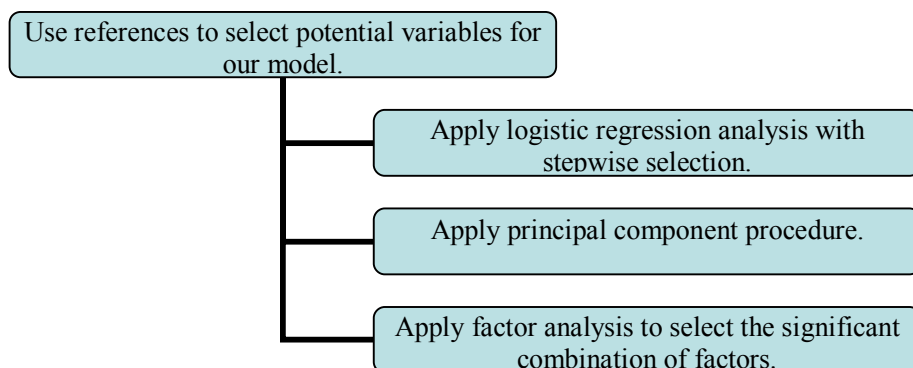 Use references to select potential variables for
our model.
Apply logistic regression analysis with
stepwise selection.
Apply principal component procedure.
Apply factor analysis to select the significant
combination of factors.